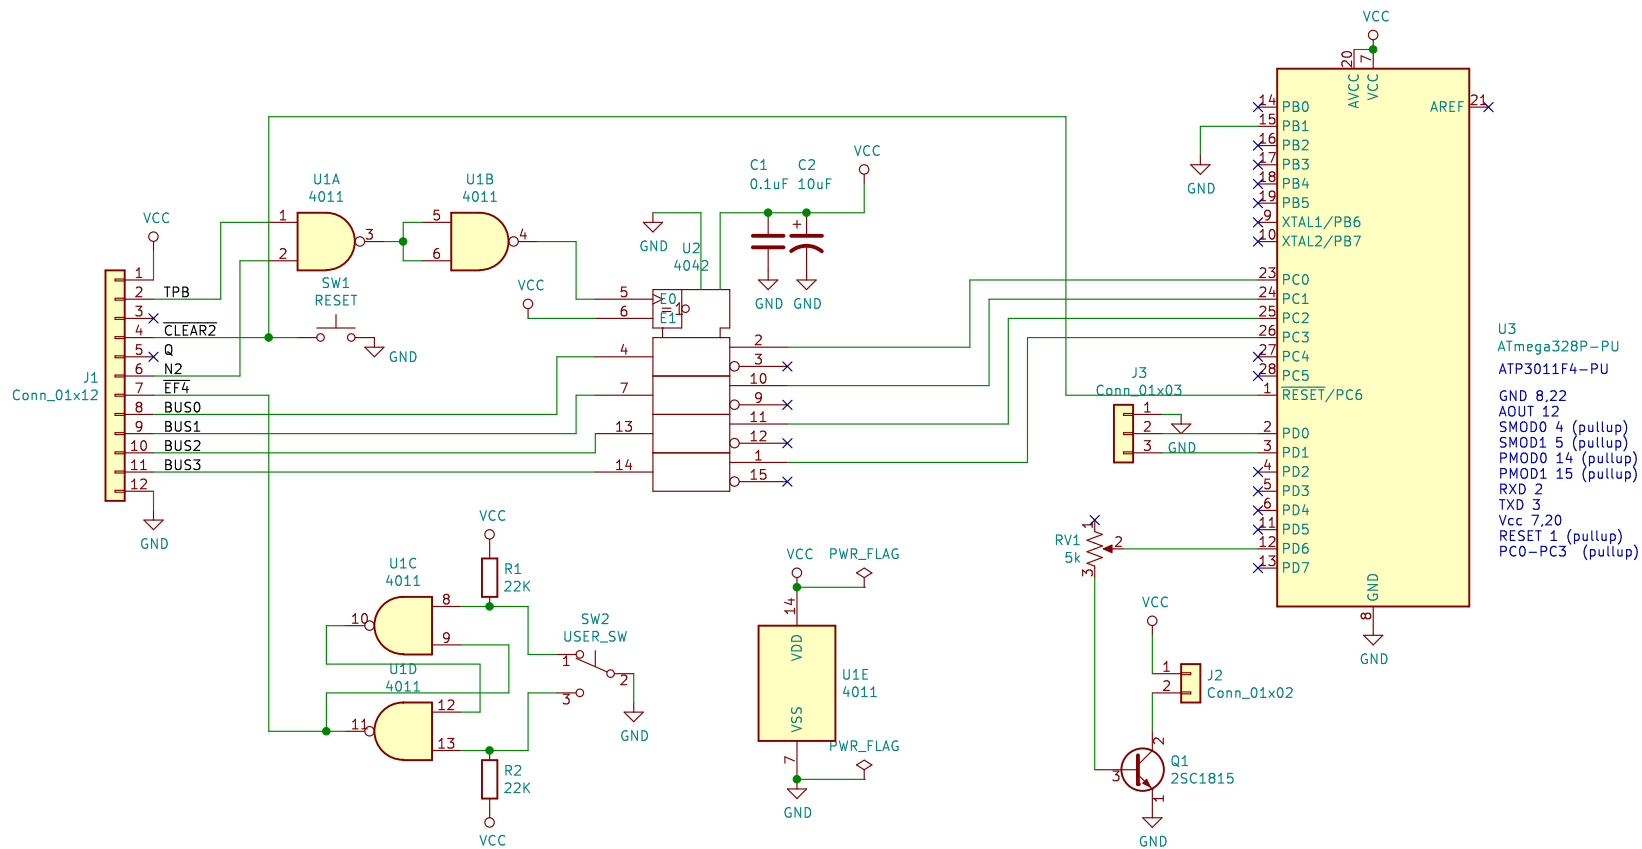 VCC
20
7
AVCC
VCC
14
PB0
15
PB1
16
PB2
17
PB3
18
PB4
19
PB5
9
XTAL1/PB6
10
XTAL2/PB7
23
PC0
24
PC1
25
PC2
26
PC3
27
PC4
28
PC5
1
RESET/PC6
2
PD0
3
PD1
4
PD2
5
PD3
6
PD4
11
PD5
12
PD6
13
PD7
AREF
21
GND
8
GND
GND
U3
ATmega328P-PU
ATP3011F4-PU
GND 8,22
AOUT 12
SMOD0 4 (pullup)
SMOD1 5 (pullup)
PMOD0 14 (pullup)
PMOD1 15 (pullup)
RXD 2
TXD 3
Vcc 7,20
RESET 1 (pullup)
PC0-PC3 (pullup)
U1A
4011
1
2
3
U1B
4011
5
6
4
VCC
J1
Conn_01x12
1
2
TPB
3
4
CLEAR2
5
Q
6
N2
7
EF4
8
BUS0
9
BUS1
10
BUS2
11
BUS3
12
GND
SW1
RESET
GND
GND
U2
4042
VCC
5
E0
6
E1
=1
4
7
13
14
2
3
10
9
11
12
1
15
C1
0.1uF
C2
10uF
+
VCC
GND
GND
J3
Conn_01x03
1
2
3
GND
RV1
5k
1
2
3
VCC
J2
Conn_01x02
1
2
Q1
2SC1815
2
3
1
GND
VCC
R1
22K
U1C
4011
8
9
10
U1D
4011
12
13
11
SW2
USER_SW
1
2
3
GND
R2
22K
VCC
VCC
PWR_FLAG
14
VDD
U1E
4011
VSS
7
PWR_FLAG
GND